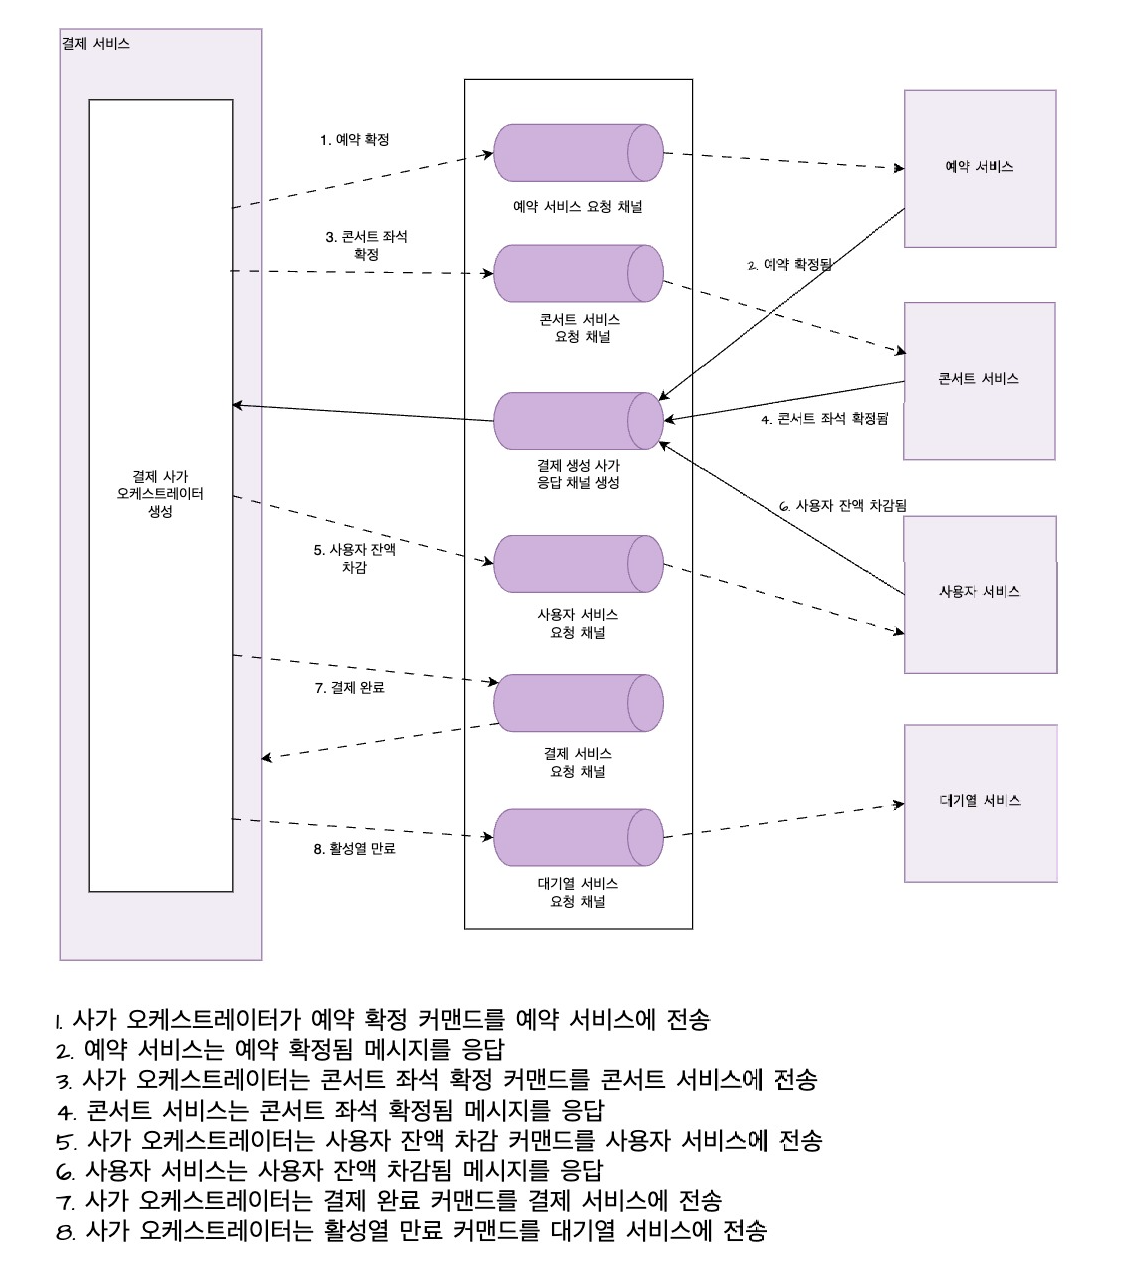 결제 서비스
1. 예약 확정
예약 서비스
예약 서비스 요청 채널
3. 콘서트 좌석
확정
2. 예약 확정됨
콘서트 서비스
요청 채널
콘서트 서비스
4. 콘서트 좌석 확정됨
결제 생성 사가
응답 채널 생성
결제 사가
오케스트레이터
생성
6. 사용자 잔액 차감됨
5. 사용자 잔액
차감
사용자 서비스
사용자 서비스
요청 채널
7. 결제 완료
결제 서비스
요청 채널
대기열 서비스
8. 활성열 만료
대기열 서비스
요청 채널
1. 사가 오케스트레이터가 예약 확정 커맨드를 예약 서비스에 전송
2. 예약 서비스는 예약 확정됨 메시지를 응답
3. 사가 오케스트레이터는 콘서트 좌석 확정 커맨드를 콘서트 서비스에 전송
4. 콘서트 서비스는 콘서트 좌석 확정됨 메시지를 응답
5. 사가 오케스트레이터는 사용자 잔액 차감 커맨드를 사용자 서비스에 전송
6. 사용자 서비스는 사용자 잔액 차감됨 메시지를 응답
7. 사가 오케스트레이터는 결제 완료 커맨드를 결제 서비스에 전송
8. 사가 오케스트레이터는 활성열 만료 커맨드를 대기열 서비스에 전송